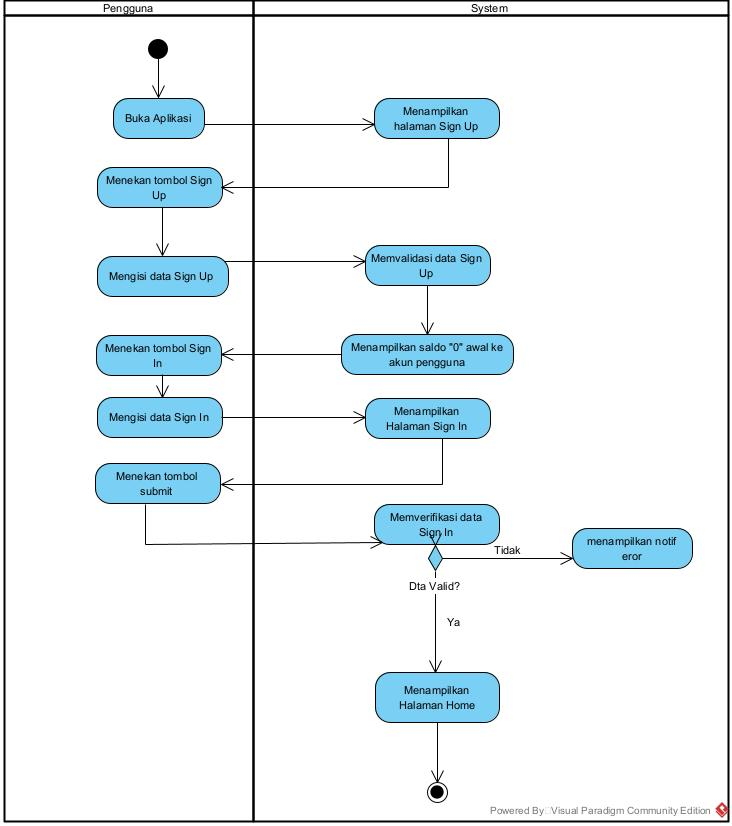 Pengguna
System
Buka Aplikasi
Menampilkan
halaman Sign Up
Menekan tombol Sign
Up
Mengisi data Sign Up
Memvalidasi data Sign
Up
Menampilkan saldo "0" awal ke
akun pengguna
Menekan tombol Sign
In
Mengisi data Sign In
Menampilkan
Halaman Sign In
Menekan tombol
submit
Memverifikasi data
Sign In
Tidak
menampilkan notif
eror
Dta Valid?
Ya
Menampilkan
Halaman Home
Powered By Visual Paradigm Community Edition